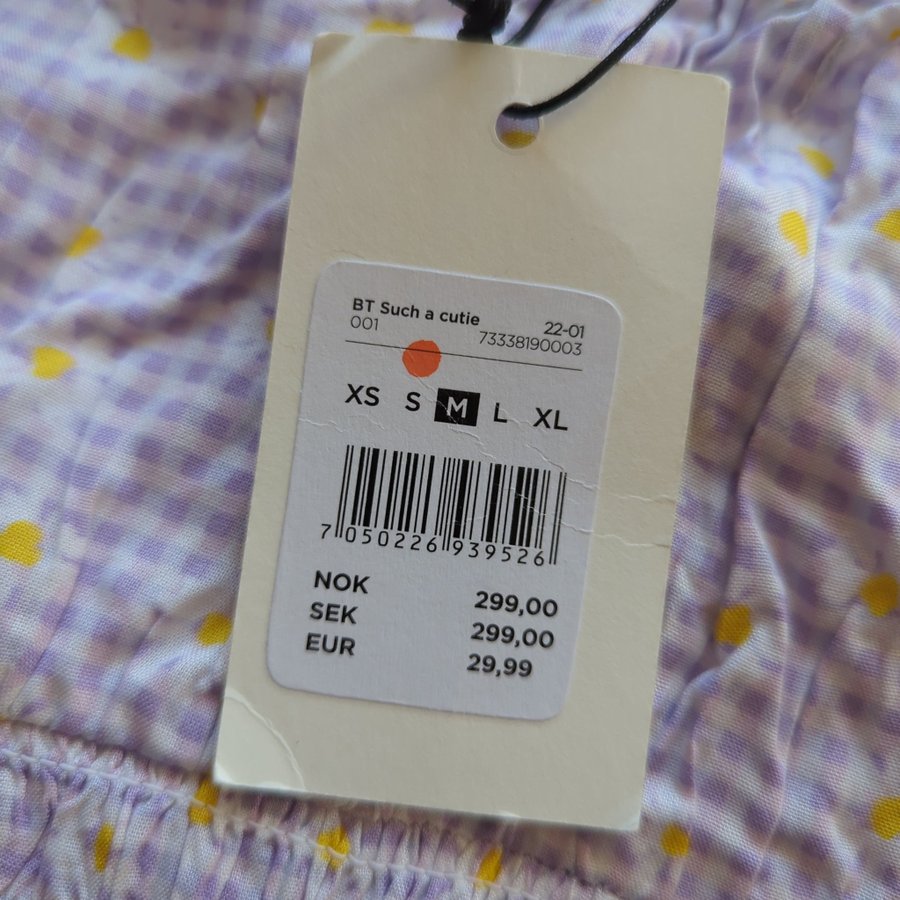 BT Such a cutie 22-01
001 73338190003
XS S M L XL
7 050226 939526
NOK 299,00
SEK 299,00
EUR 29,99